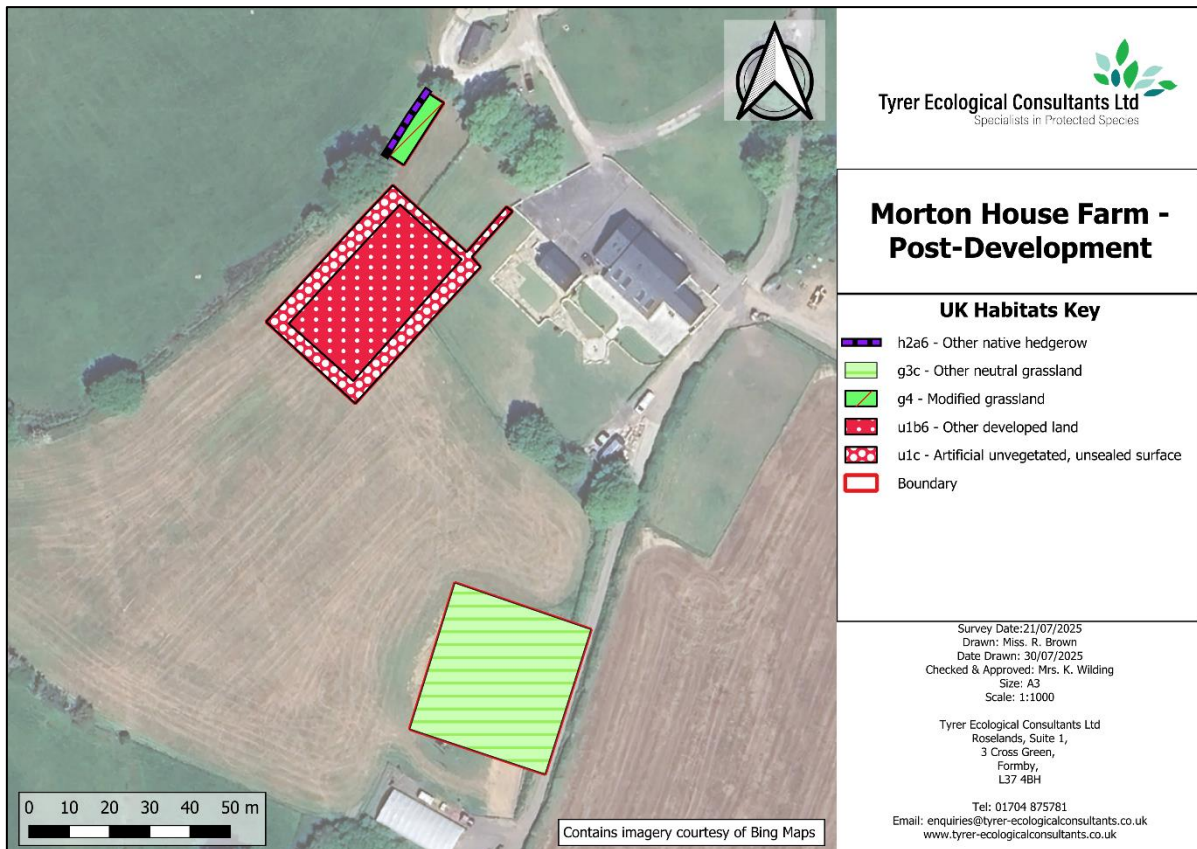 Tyrer Ecological Consultants Ltd
Specialists in Protected Species
Morton House Farm -
Post-Development
UK Habitats Key
h2a6 - Other native hedgerow
g3c - Other neutral grassland
g4 - Modified grassland
u1b6 - Other developed land
u1c - Artificial unvegetated, unsealed surface
Boundary
Survey Date:21/07/2025
Drawn: Miss. R. Brown
Date Drawn: 30/07/2025
Checked & Approved: Mrs. K. Wilding
Size: A3
Scale: 1:1000
Tyrer Ecological Consultants Ltd
Roselands, Suite 1,
3 Cross Green,
Formby,
L37 4BH
Tel: 01704 875781
Email: enquiries@tyrer-ecologicalconsultants.co.uk
www.tyrer-ecologicalconsultants.co.uk
0 10 20 30 40 50 m
Contains imagery courtesy of Bing Maps